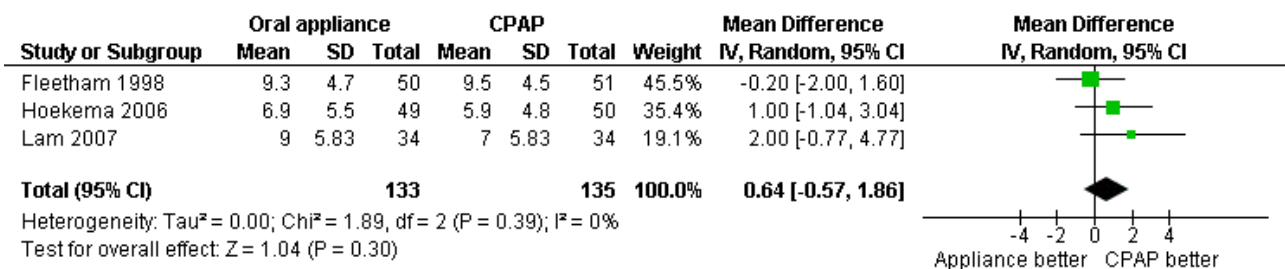 Oral appliance CPAP Mean Difference Mean Difference
Study or Subgroup Mean SD Total Mean SD Total Weight IV, Random, 95% CI IV, Random, 95% CI
Fleetham 1998 9.3 4.7 50 9.5 4.5 51 45.5% -0.20 [-2.00, 1.60]
Hoekema 2006 6.9 5.5 49 5.9 4.8 50 35.4% 1.00 [-1.04, 3.04]
Lam 2007 9 5.83 34 7 5.83 34 19.1% 2.00 [-0.77, 4.77]
Total (95% CI) 133 135 100.0% 0.64 [-0.57, 1.86]
Heterogeneity: Tau² = 0.00; Chi² = 1.89, df = 2 (P = 0.39); I² = 0%
Test for overall effect: Z = 1.04 (P = 0.30)
-4 -2 0 2 4
Appliance better CPAP better